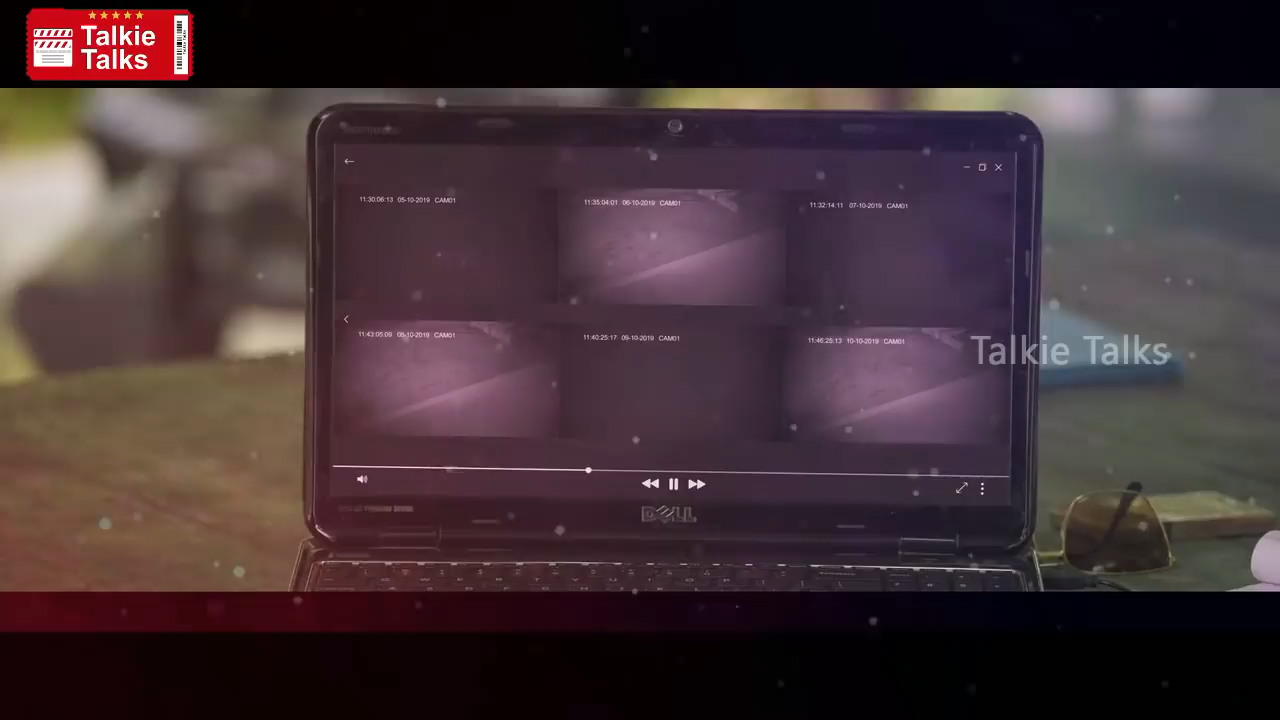 Talkie
Talks
11:30:06:13 05-10-2019 CAM01
11:35:04:01 06-10-2019 CAM01
11:32:14:11 07-10-2019 CAM01
11:43:05:09 08-10-2019 CAM01
11:40:25:17 09-10-2019 CAM01
11:46:25:13 10-10-2019 CAM01
Talkie Talks
DELL